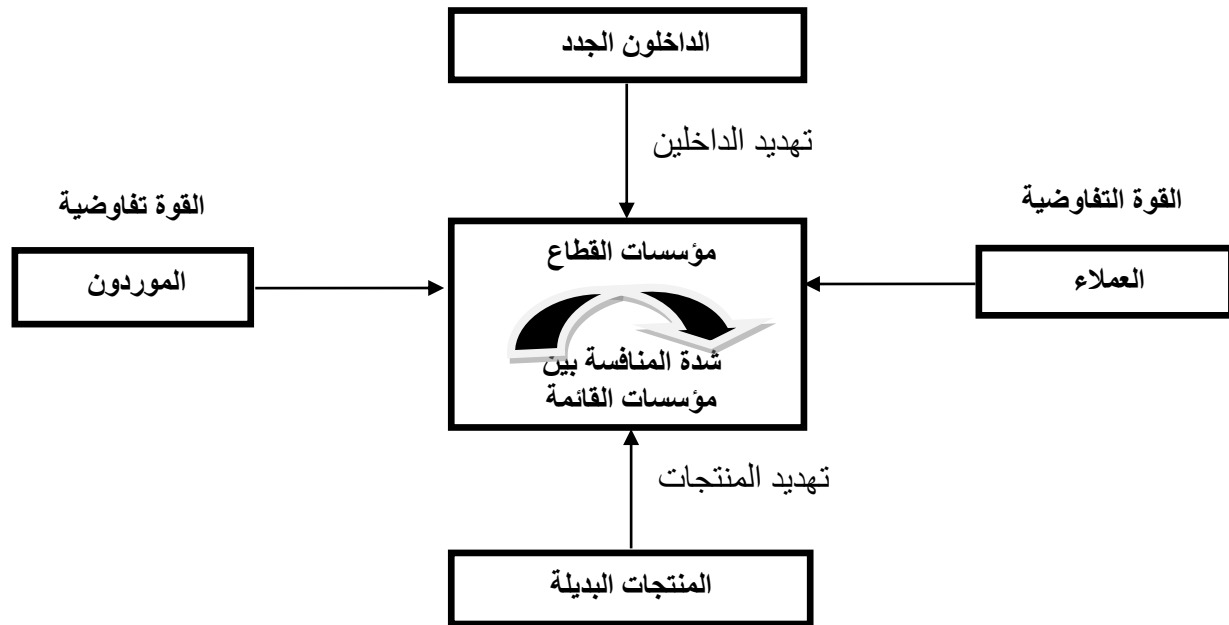 الداخلون الجدد
تهديد الداخلين
القوة التفاوضية
القوة تفاوضية
العملاء
مؤسسات القطاع
الموردون
شدة المنافسة بين
مؤسسات القائمة
تهديد المنتجات
المنتجات البديلة